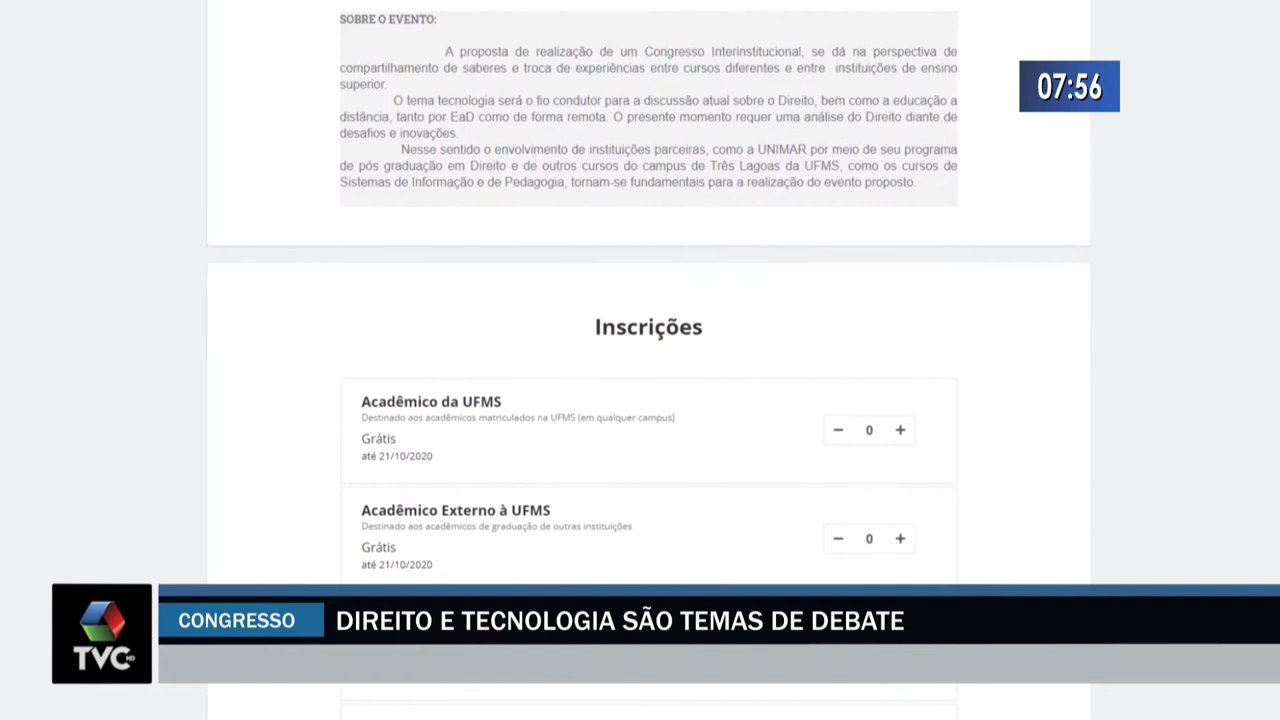 SOBRE O EVENTO:
A proposta de realização de um Congresso Interinstitucional, se dá na perspectiva de
compartilhamento de saberes e troca de experiências entre cursos diferentes e entre instituições de ensino
superior.
O tema tecnologia será o fio condutor para a discussão atual sobre o Direito, bem como a educação a
distância, tanto por EaD como de forma remota. O presente momento requer uma análise do Direito diante de
desafios e inovações.
Nesse sentido o envolvimento de instituições parceiras, como a UNIMAR por meio de seu programa
de pós graduação em Direito e de outros cursos do campus de Três Lagoas da UFMS, como os cursos de
Sistemas de Informação e de Pedagogia, tornam-se fundamentais para a realização do evento proposto.
07:56
Inscrições
Acadêmico da UFMS
Destinado aos acadêmicos matriculados na UFMS (em qualquer campus)
Grátis
até 21/10/2020
− 0 +
Acadêmico Externo à UFMS
Destinado aos acadêmicos de graduação de outras instituições
Grátis
até 21/10/2020
− 0 +
CONGRESSO
DIREITO E TECNOLOGIA SÃO TEMAS DE DEBATE
TVC HD